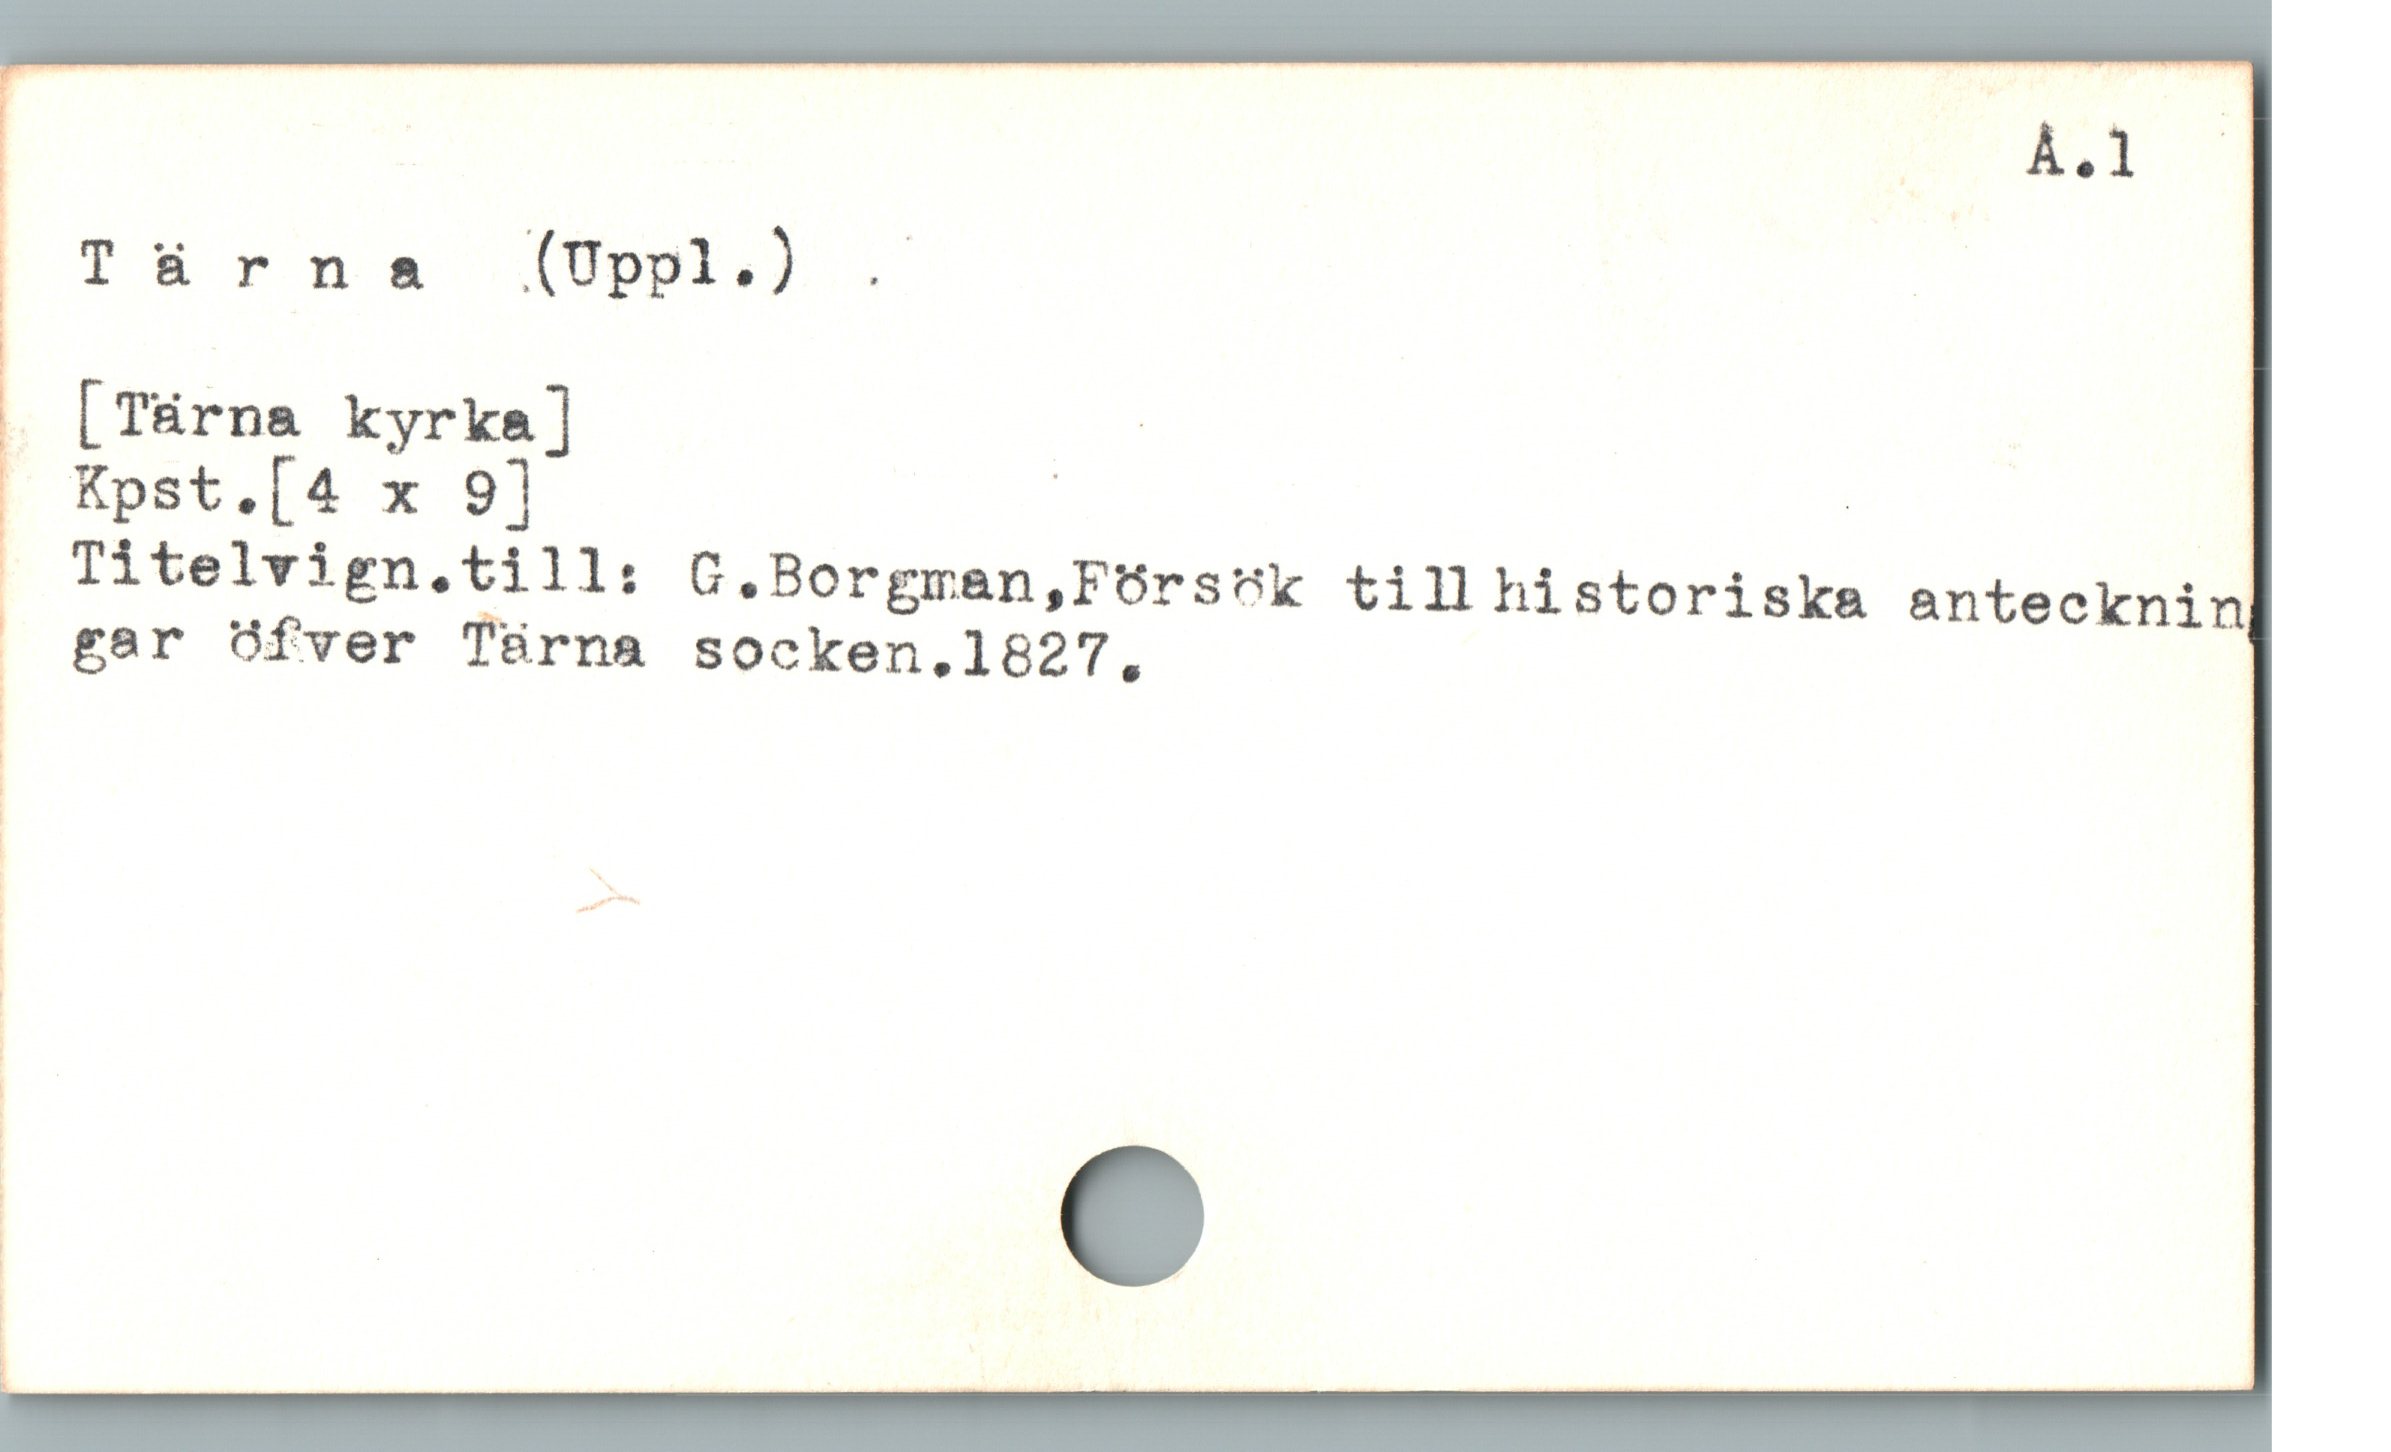 A.1
T ä r n a (Uppl.)
[Tärna kyrka]
Kpst.[4 x 9]
Titelvign.till: G.Borgman,Försök till historiska antecknin
gar öfver Tärna socken.1827.